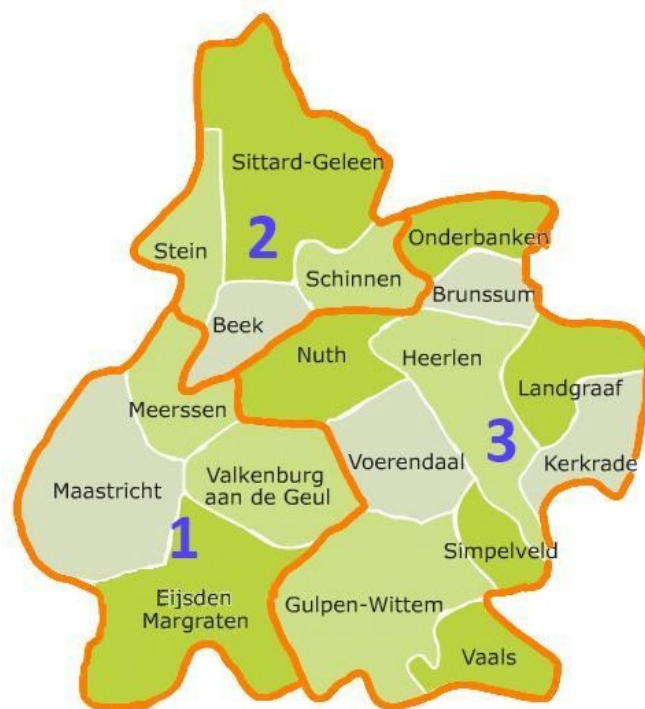 Sittard-Geleen
2
Stein
Schinnen
Onderbanken
Brunssum
Beek
Nuth
Heerlen
Landgraaf
Meerssen
3
Maastricht
Valkenburg
aan de Geul
Voerendaal
Kerkrade
1
Simpelveld
Eijsden
Margraten
Gulpen-Wittem
Vaals